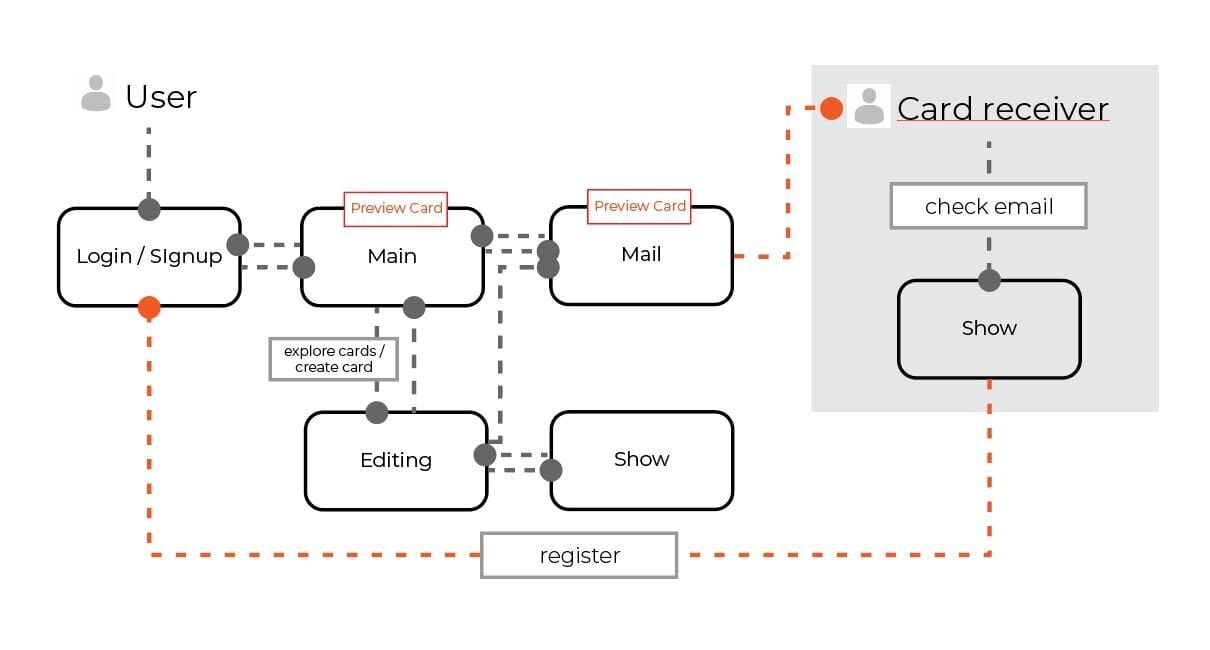 User
Card receiver
Preview Card
Preview Card
check email
Login / SIgnup
Main
Mail
Show
explore cards /
create card
Editing
Show
register